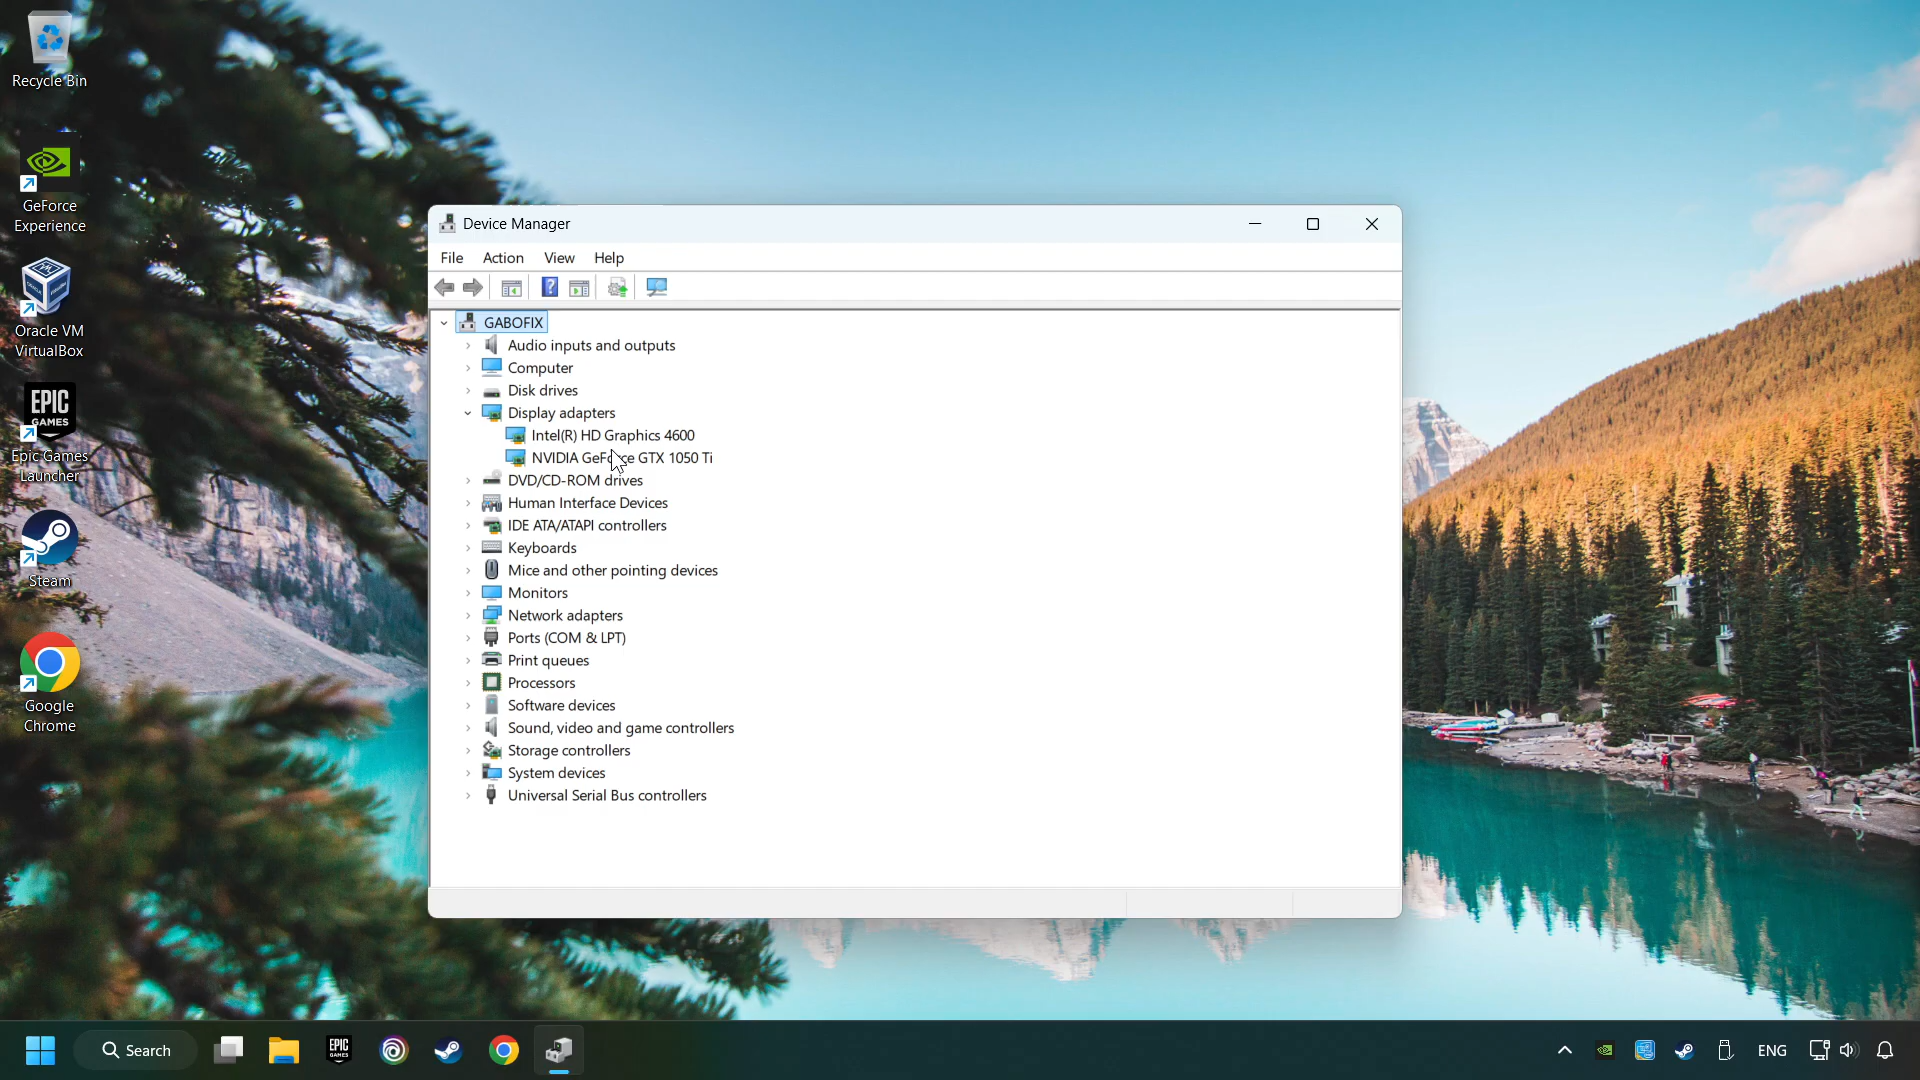 Recycle Bin
GeForce
Experience
Oracle VM
VirtualBox
EPIC
GAMES
Epic Games
Launcher
Steam
Google
Chrome
Device Manager
File Action View Help
GABOFIX
Audio inputs and outputs
Computer
Disk drives
Display adapters
Intel(R) HD Graphics 4600
NVIDIA GeForce GTX 1050 Ti
DVD/CD-ROM drives
Human Interface Devices
IDE ATA/ATAPI controllers
Keyboards
Mice and other pointing devices
Monitors
Network adapters
Ports (COM & LPT)
Print queues
Processors
Software devices
Sound, video and game controllers
Storage controllers
System devices
Universal Serial Bus controllers
Search
EPIC
GAMES
ENG